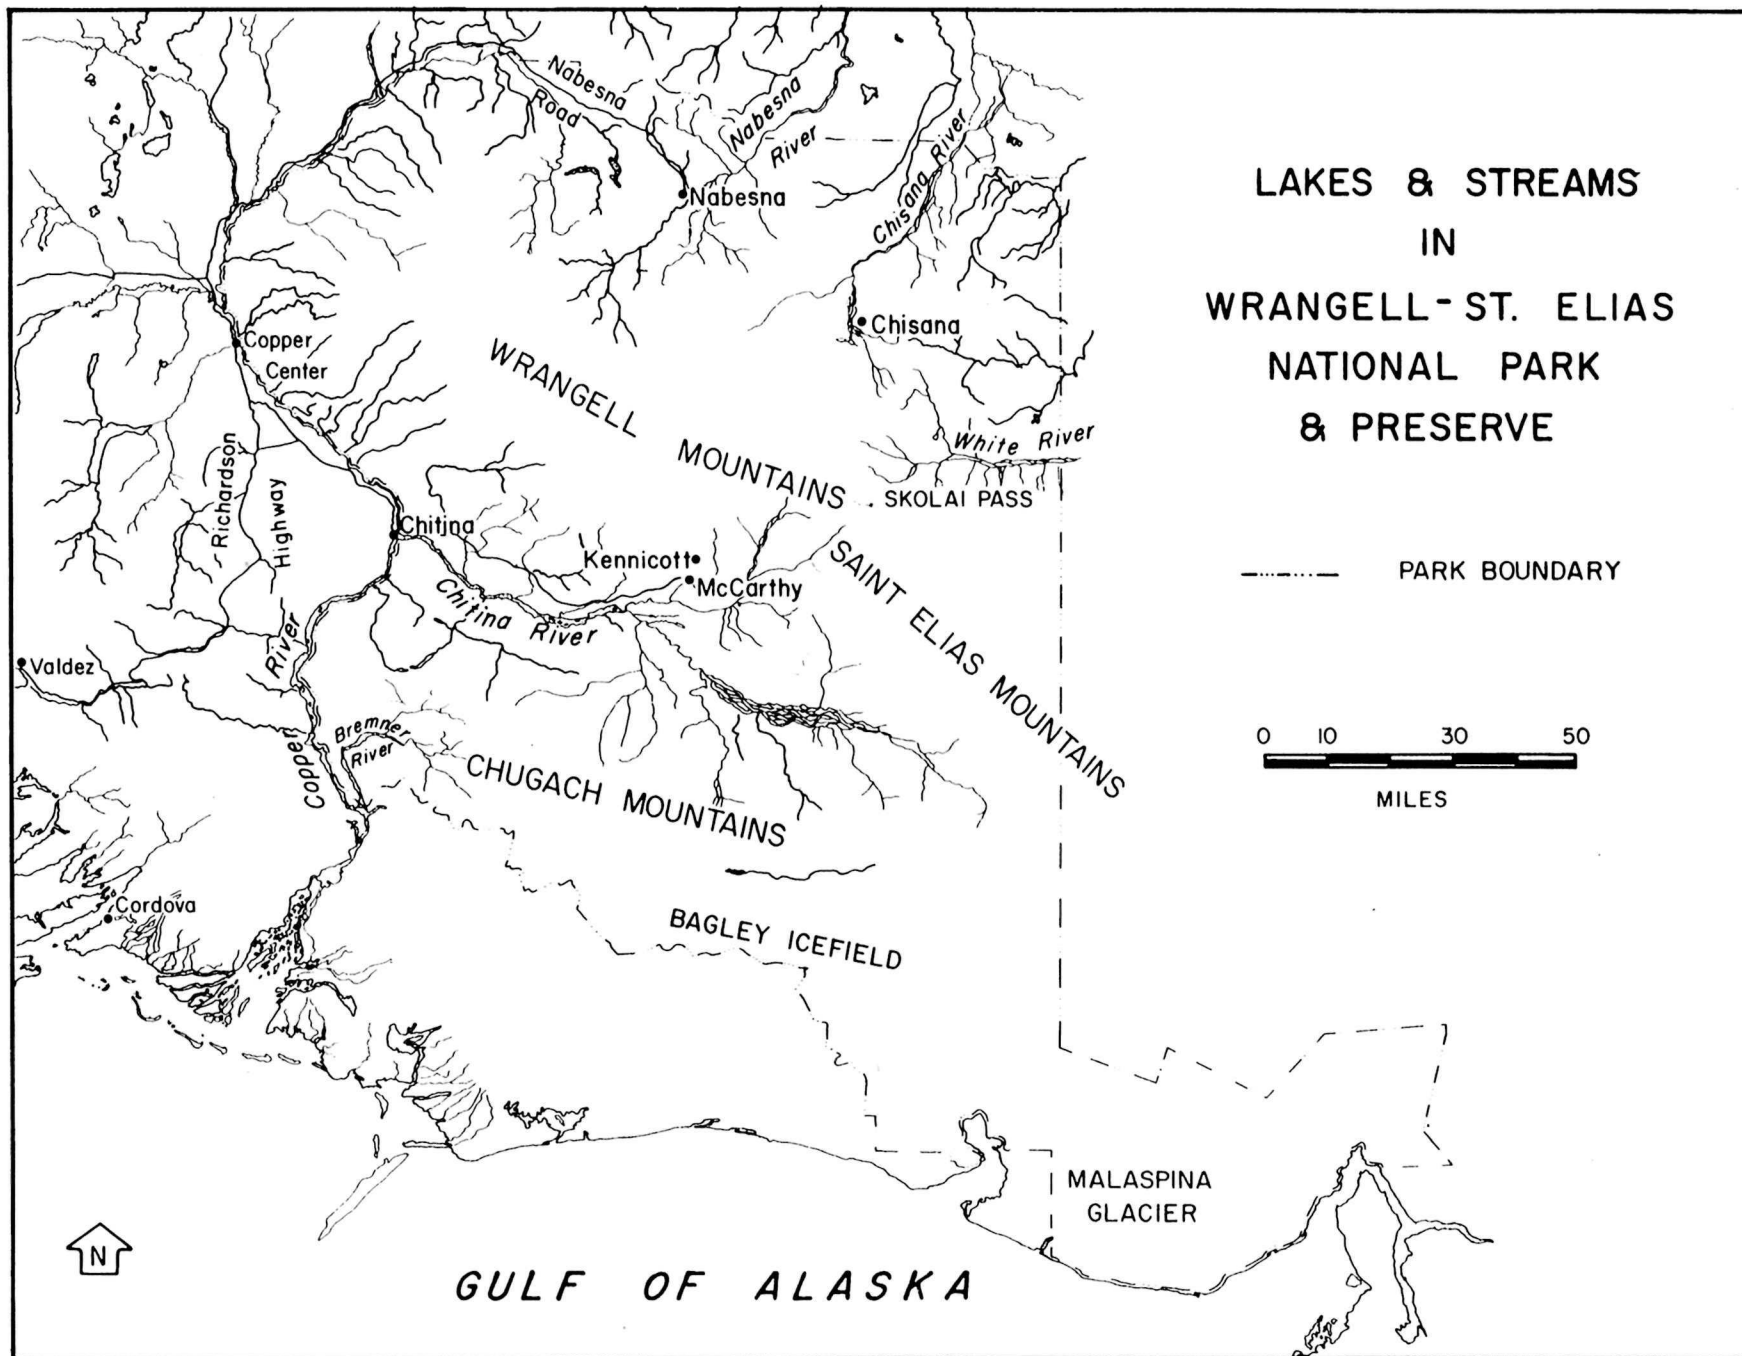 LAKES & STREAMS
IN
WRANGELL-ST. ELIAS
NATIONAL PARK
& PRESERVE
PARK BOUNDARY
0 10 30 50
MILES
Nabesna
Road
Nabesna
River
Nabesna
Chisana River
Chisana
Copper
Center
WRANGELL MOUNTAINS
White River
SKOLAI PASS
Richardson
Highway
Chitina
Kennicott
McCarthy
Chitina River
SAINT ELIAS MOUNTAINS
Valdez
Copper River
Bremner
River
CHUGACH MOUNTAINS
Cordova
BAGLEY ICEFIELD
MALASPINA
GLACIER
N
GULF OF ALASKA